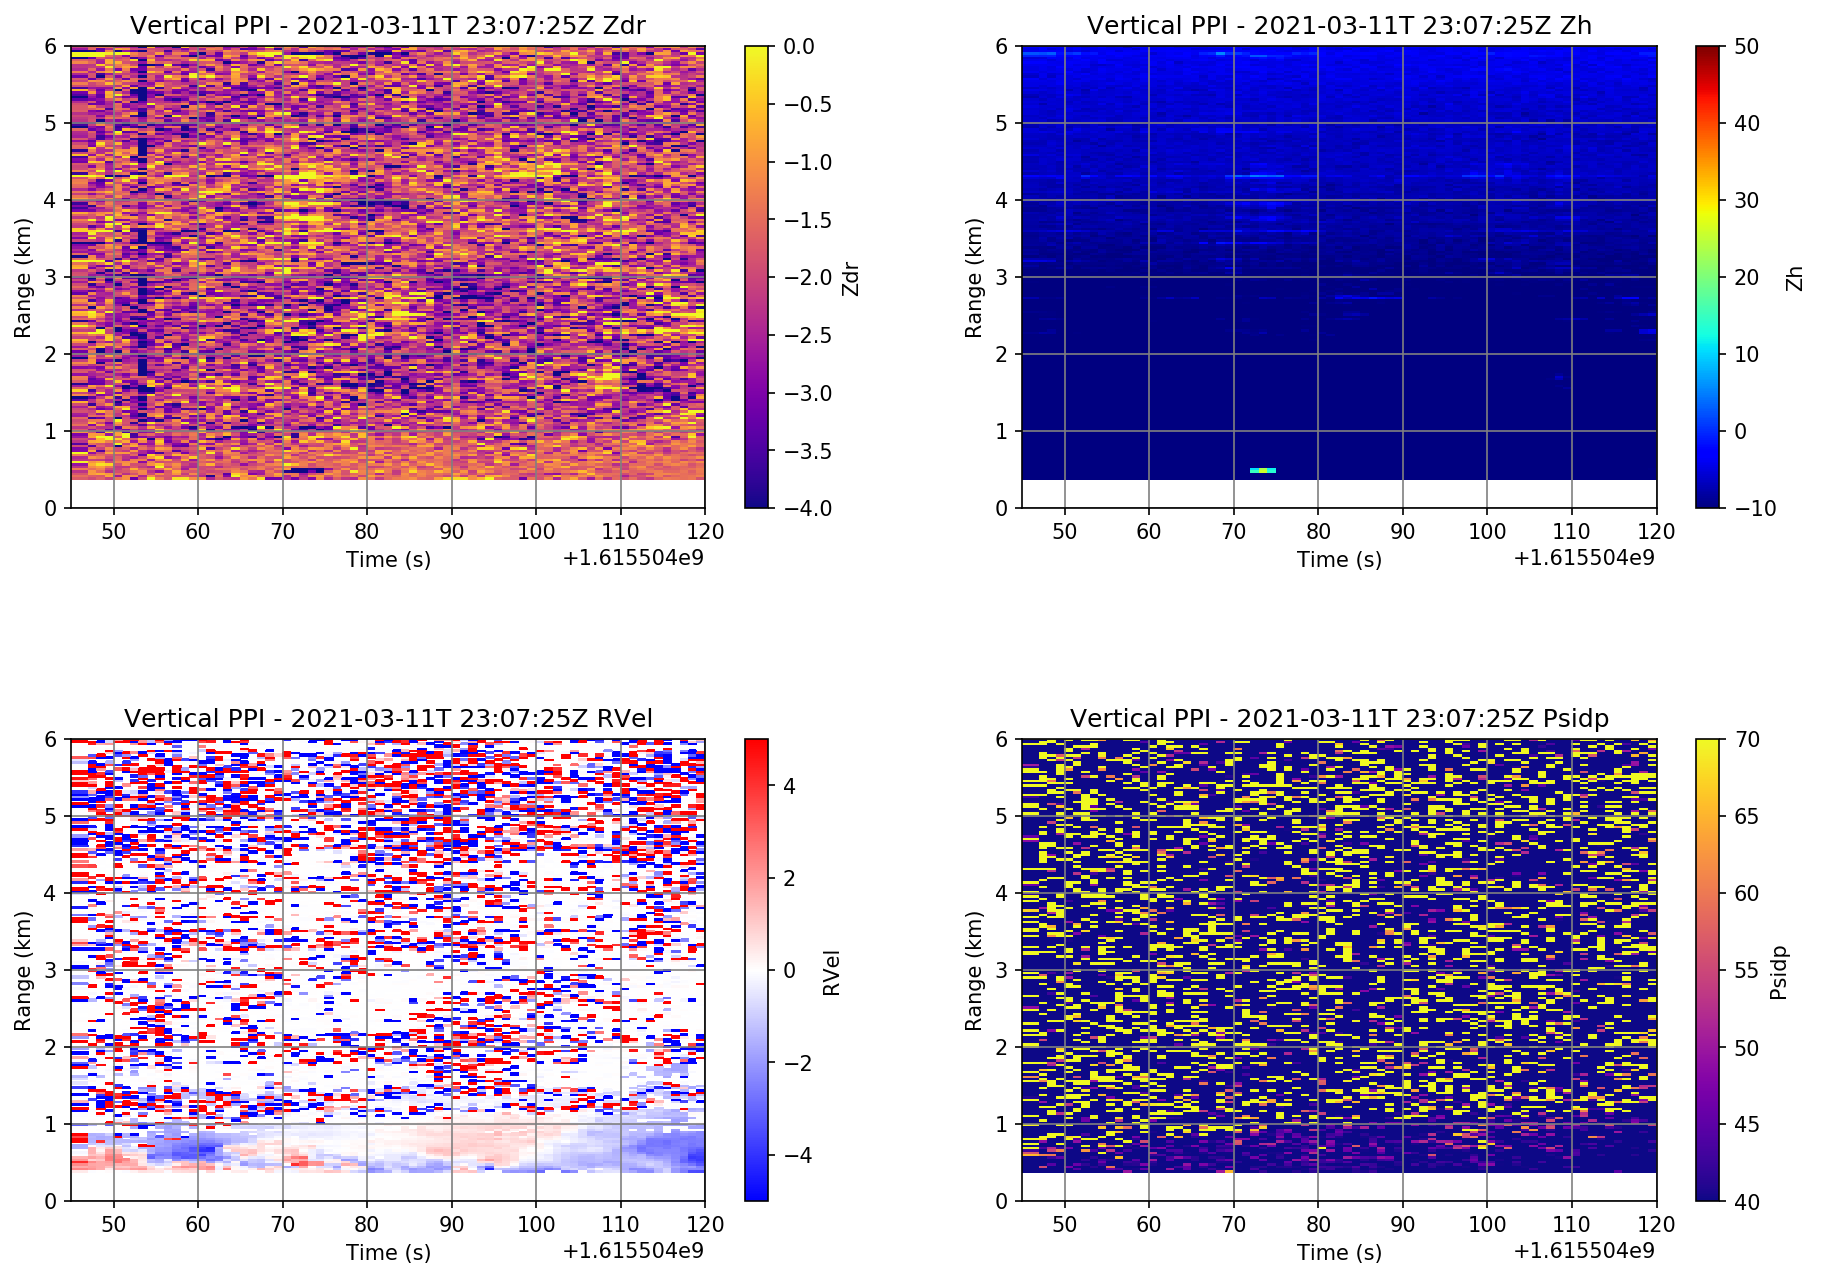 Vertical PPI - 2021-03-11T 23:07:25Z Zdr
6
5
4
3
2
1
0
Range (km)
50 60 70 80 90 100 110 120
Time (s)
+1.615504e9
0.0
−0.5
−1.0
−1.5
−2.0
−2.5
−3.0
−3.5
−4.0
Zdr
Vertical PPI - 2021-03-11T 23:07:25Z Zh
6
5
4
3
2
1
0
Range (km)
50 60 70 80 90 100 110 120
Time (s)
+1.615504e9
50
40
30
20
10
0
−10
Zh
Vertical PPI - 2021-03-11T 23:07:25Z RVel
6
5
4
3
2
1
0
Range (km)
50 60 70 80 90 100 110 120
Time (s)
+1.615504e9
4
2
0
−2
−4
RVel
Vertical PPI - 2021-03-11T 23:07:25Z Psidp
6
5
4
3
2
1
0
Range (km)
50 60 70 80 90 100 110 120
Time (s)
+1.615504e9
70
65
60
55
50
45
40
Psidp